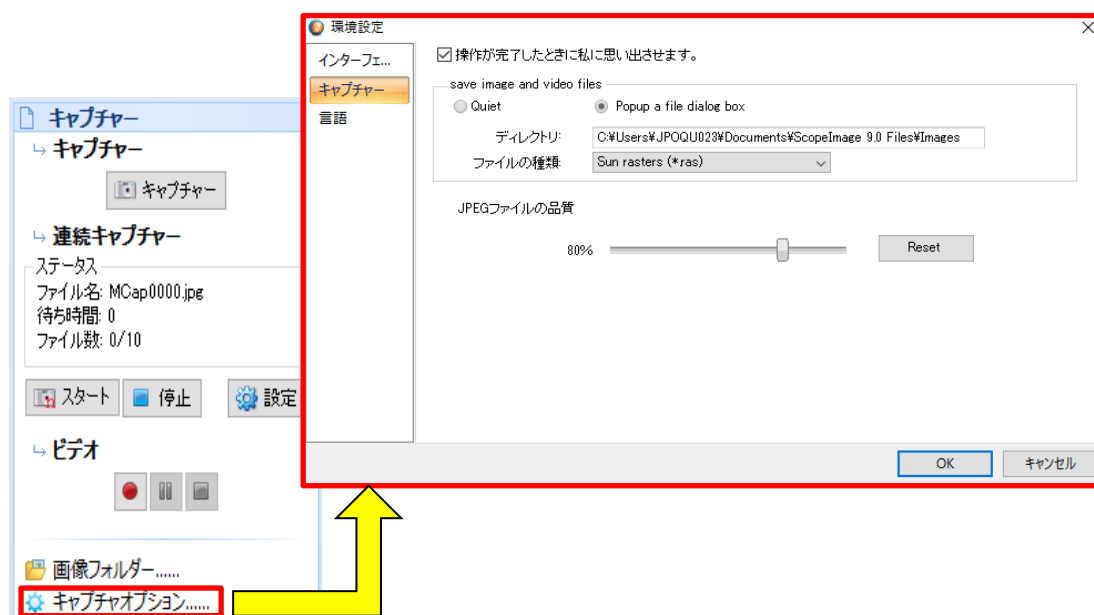 環境設定
インターフェ...
キャプチャー
言語
操作が完了したときに私に思い出させます。
save image and video files
Quiet
Popup a file dialog box
ディレクトリ:
C:¥Users¥JPOQU023¥Documents¥ScopeImage 9.0 Files¥Images
ファイルの種類:
Sun rasters (*.ras)
JPEGファイルの品質
80%
Reset
OK
キャンセル
キャプチャー
キャプチャー
キャプチャー
連続キャプチャー
ステータス
ファイル名: MCap0000.jpg
待ち時間: 0
ファイル数: 0/10
スタート
停止
設定
ビデオ
画像フォルダー......
キャプチャオプション......